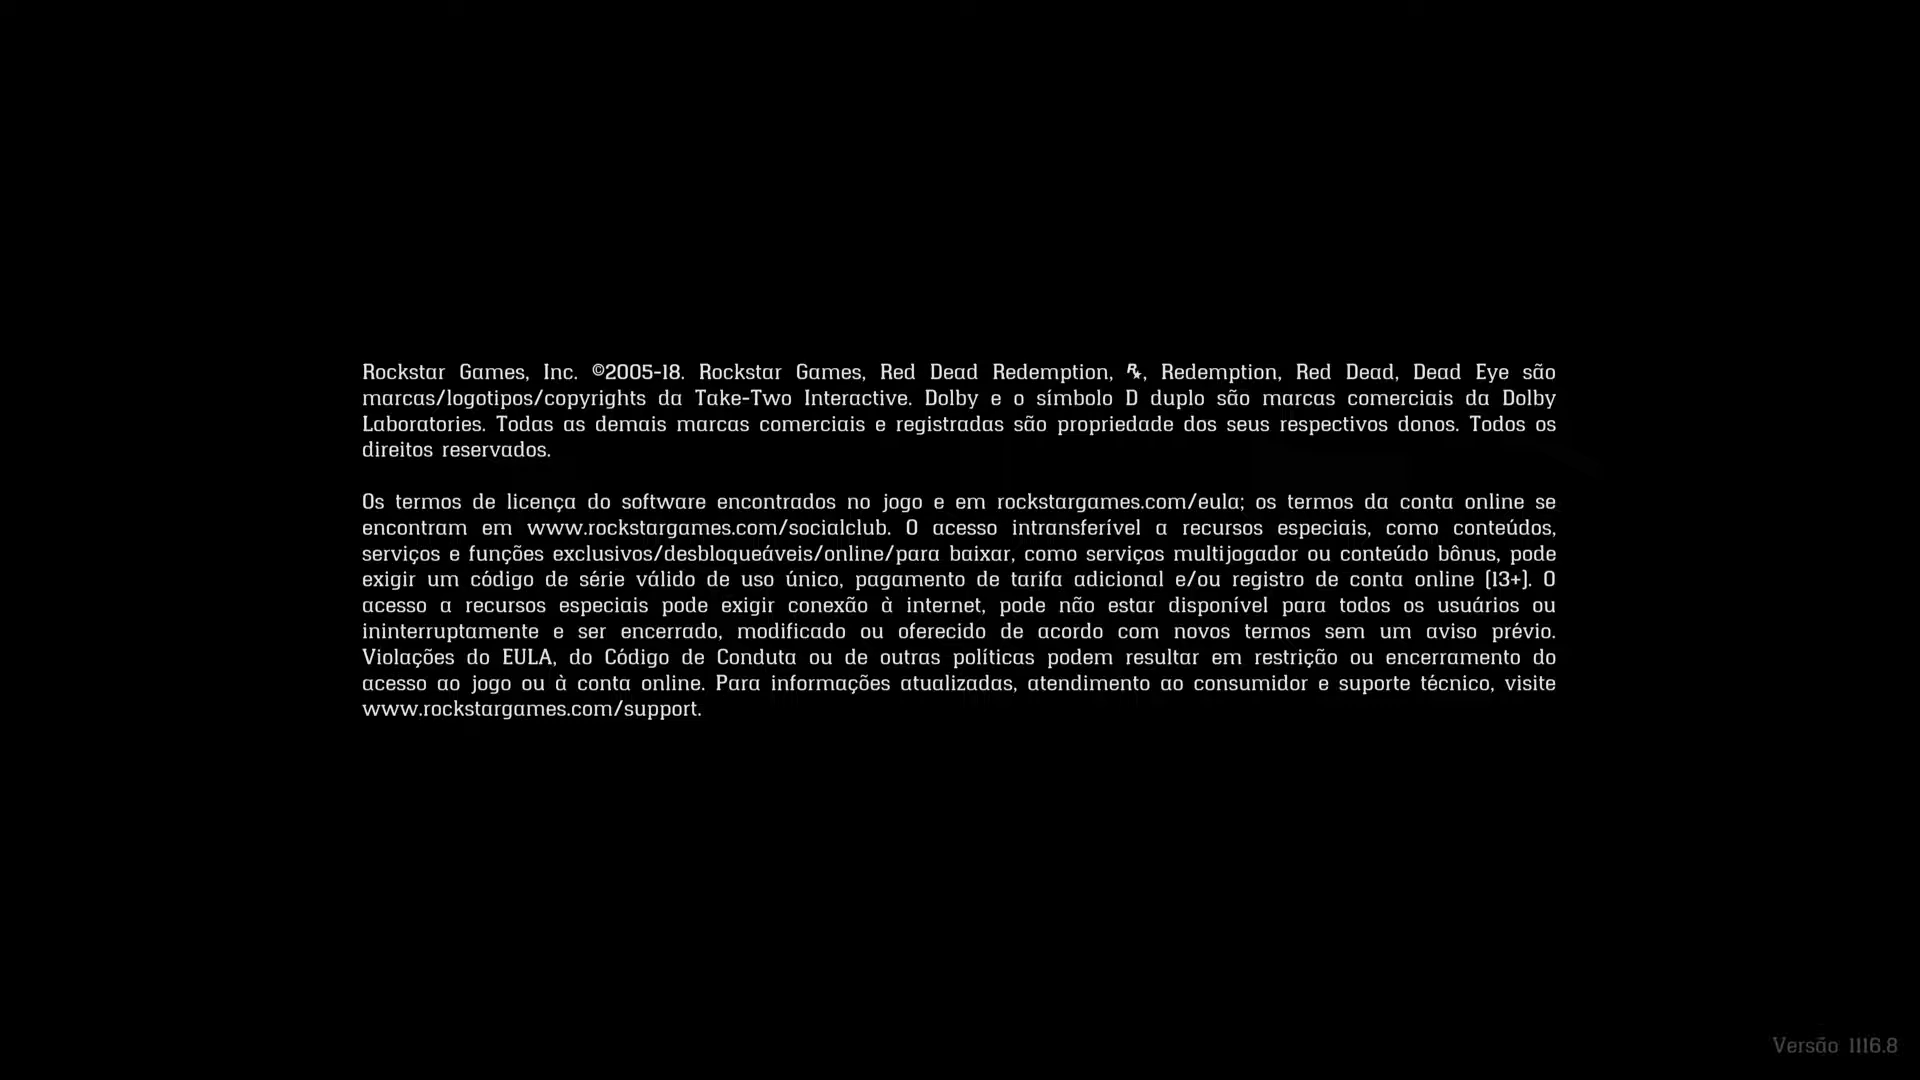 Rockstar Games, Inc. ©2005-18. Rockstar Games, Red Dead Redemption, R★, Redemption, Red Dead, Dead Eye são
marcas/logotipos/copyrights da Take-Two Interactive. Dolby e o símbolo D duplo são marcas comerciais da Dolby
Laboratories. Todas as demais marcas comerciais e registradas são propriedade dos seus respectivos donos. Todos os
direitos reservados.
Os termos de licença do software encontrados no jogo e em rockstargames.com/eula; os termos da conta online se
encontram em www.rockstargames.com/socialclub. O acesso intransferível a recursos especiais, como conteúdos,
serviços e funções exclusivos/desbloqueáveis/online/para baixar, como serviços multijogador ou conteúdo bônus, pode
exigir um código de série válido de uso único, pagamento de tarifa adicional e/ou registro de conta online (13+). O
acesso a recursos especiais pode exigir conexão à internet, pode não estar disponível para todos os usuários ou
ininterruptamente e ser encerrado, modificado ou oferecido de acordo com novos termos sem um aviso prévio.
Violações do EULA, do Código de Conduta ou de outras políticas podem resultar em restrição ou encerramento do
acesso ao jogo ou à conta online. Para informações atualizadas, atendimento ao consumidor e suporte técnico, visite
www.rockstargames.com/support.
Versão 1116.8